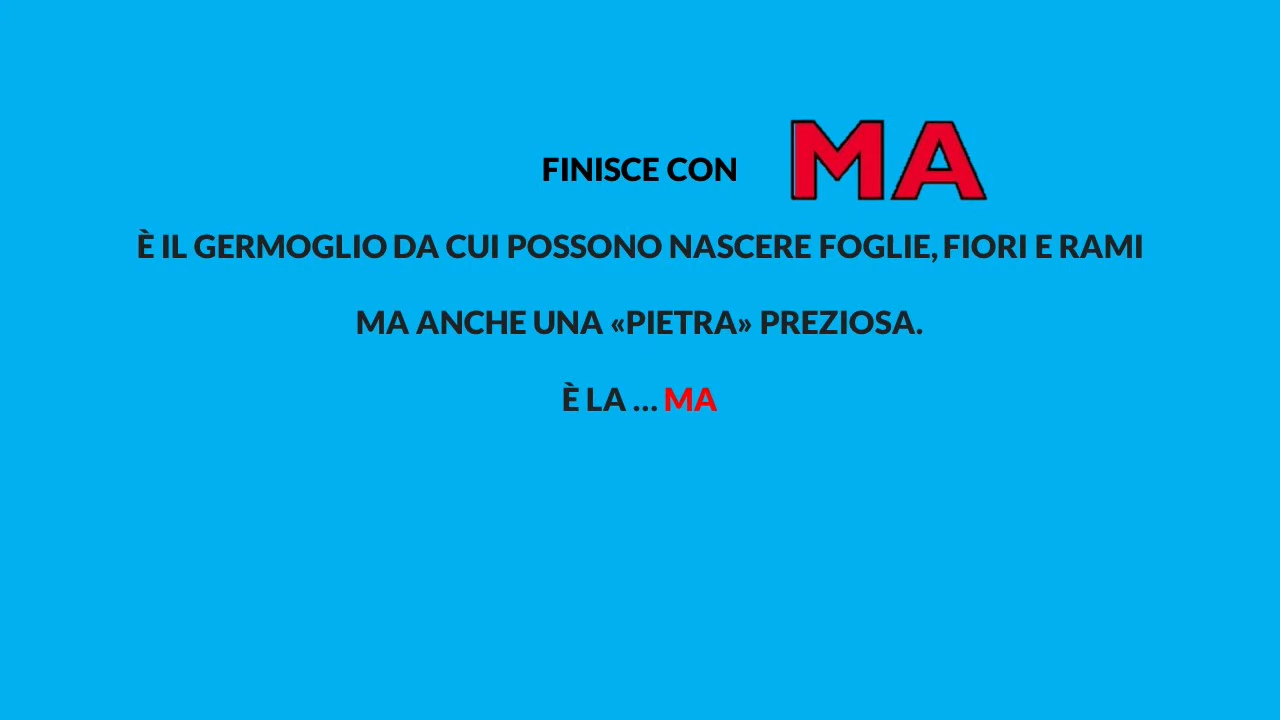 FINISCE CON MA
È IL GERMOGLIO DA CUI POSSONO NASCERE FOGLIE, FIORI E RAMI
MA ANCHE UNA «PIETRA» PREZIOSA.
È LA ... MA